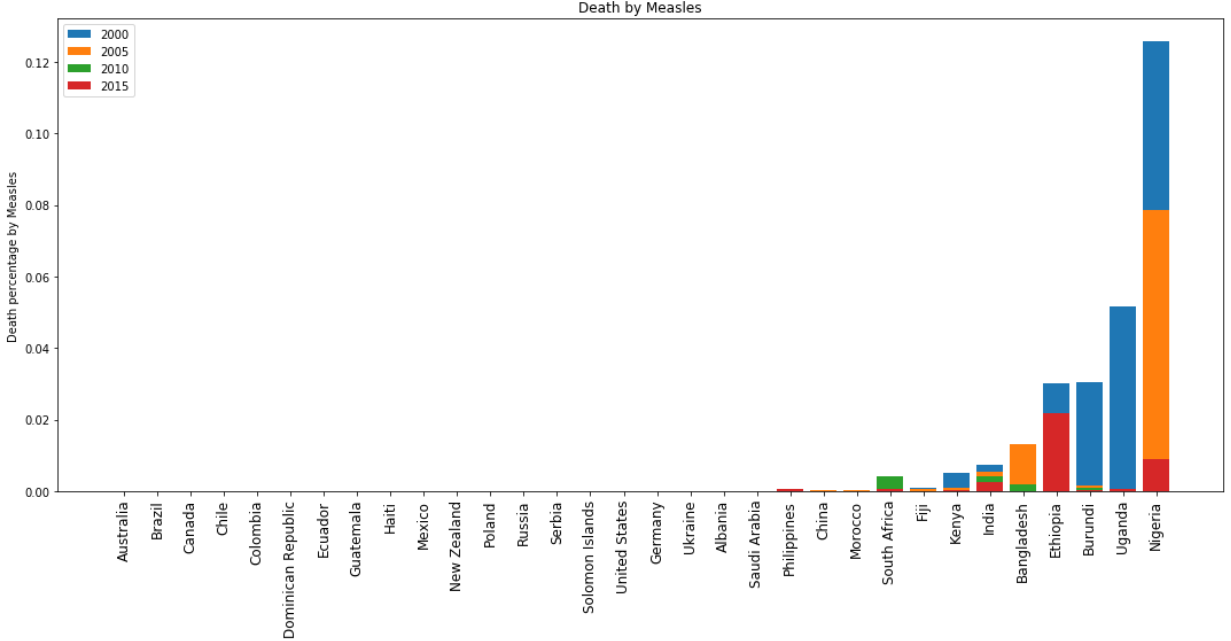 Death by Measles
2000
2005
2010
2015
Death percentage by Measles
0.12
0.10
0.08
0.06
0.04
0.02
0.00
Australia
Brazil
Canada
Chile
Colombia
Dominican Republic
Ecuador
Guatemala
Haiti
Mexico
New Zealand
Poland
Russia
Serbia
Solomon Islands
United States
Germany
Ukraine
Albania
Saudi Arabia
Philippines
China
Morocco
South Africa
Fiji
Kenya
India
Bangladesh
Ethiopia
Burundi
Uganda
Nigeria